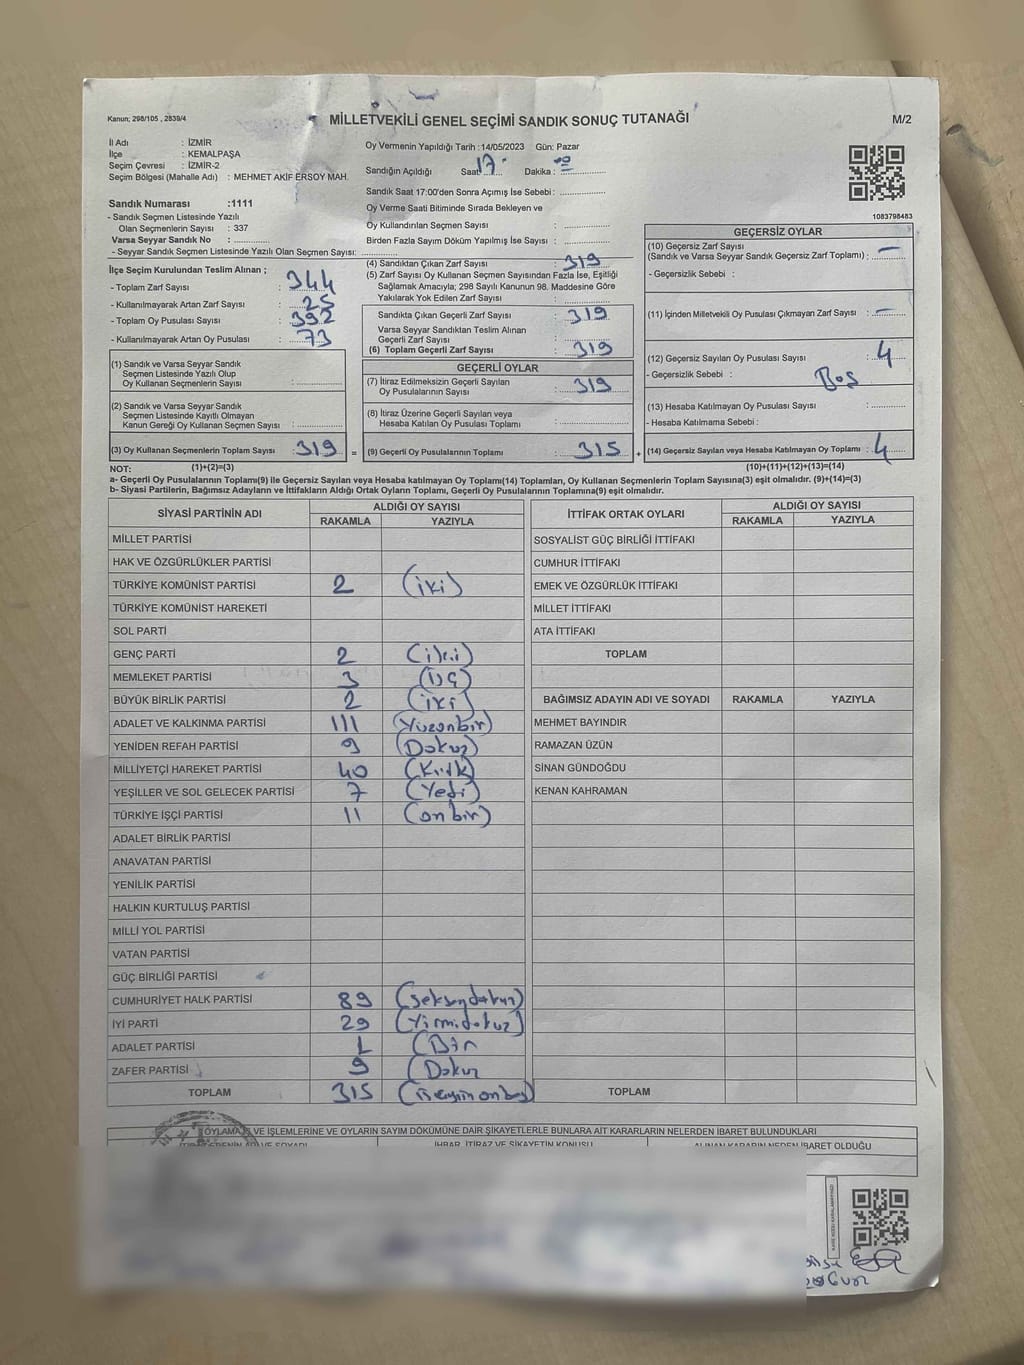 Kanun; 298/105 , 2839/4
MİLLETVEKİLİ GENEL SEÇİMİ SANDIK SONUÇ TUTANAĞI
M/2
İl Adı : İZMİR
İlçe : KEMALPAŞA
Seçim Çevresi : İZMİR-2
Seçim Bölgesi (Mahalle Adı) : MEHMET AKİF ERSOY MAH.
Oy Vermenin Yapıldığı Tarih : 14/05/2023 Gün: Pazar
Sandığın Açıldığı Saat 17 Dakika : 00
Sandık Saat 17:00'den Sonra Açımış İse Sebebi :
Oy Verme Saati Bitiminde Sırada Bekleyen ve
Oy Kullandırılan Seçmen Sayısı :
Birden Fazla Sayım Döküm Yapılmış İse Sayısı :
1083798483
Sandık Numarası :1111
- Sandık Seçmen Listesinde Yazılı
Olan Seçmenlerin Sayısı : 337
Varsa Seyyar Sandık No :
- Seyyar Sandık Seçmen Listesinde Yazılı Olan Seçmen Sayısı:
İlçe Seçim Kurulundan Teslim Alınan ;
- Toplam Zarf Sayısı : 344
- Kullanılmayarak Artan Zarf Sayısı : 25
- Toplam Oy Pusulası Sayısı : 392
- Kullanılmayarak Artan Oy Pusulası : 73
(1) Sandık ve Varsa Seyyar Sandık
Seçmen Listesinde Yazılı Olup
Oy Kullanan Seçmenlerin Sayısı :
(2) Sandık ve Varsa Seyyar Sandık
Seçmen Listesinde Kayıtlı Olmayan
Kanun Gereği Oy Kullanan Seçmen Sayısı :
(3) Oy Kullanan Seçmenlerin Toplam Sayısı : 319 =
(4) Sandıktan Çıkan Zarf Sayısı : 319
(5) Zarf Sayısı Oy Kullanan Seçmen Sayısından Fazla İse, Eşitliği
Sağlamak Amacıyla; 298 Sayılı Kanunun 98. Maddesine Göre
Yakılarak Yok Edilen Zarf Sayısı :
Sandıkta Çıkan Geçerli Zarf Sayısı : 319
Varsa Seyyar Sandıktan Teslim Alınan
Geçerli Zarf Sayısı :
(6) Toplam Geçerli Zarf Sayısı : 319
GEÇERLİ OYLAR
(7) İtiraz Edilmeksizin Geçerli Sayılan
Oy Pusulalarının Sayısı : 319
(8) İtiraz Üzerine Geçerli Sayılan veya
Hesaba Katılan Oy Pusulası Toplamı :
(9) Geçerli Oy Pusulalarının Toplamı : 315 +
GEÇERSİZ OYLAR
(10) Geçersiz Zarf Sayısı
(Sandık ve Varsa Seyyar Sandık Geçersiz Zarf Toplamı) : —
- Geçersizlik Sebebi :
(11) İçinden Milletvekili Oy Pusulası Çıkmayan Zarf Sayısı : —
(12) Geçersiz Sayılan Oy Pusulası Sayısı : 4
- Geçersizlik Sebebi : Boş
(13) Hesaba Katılmayan Oy Pusulası Sayısı :
- Hesaba Katılmama Sebebi :
(14) Geçersiz Sayılan veya Hesaba Katılmayan Oy Toplamı : 4
NOT: (1)+(2)=(3) (10)+(11)+(12)+(13)=(14)
a- Geçerli Oy Pusulalarının Toplamı(9) ile Geçersiz Sayılan veya Hesaba katılmayan Oy Toplamı(14) Toplamları, Oy Kullanan Seçmenlerin Toplam Sayısına(3) eşit olmalıdır. (9)+(14)=(3)
b- Siyasi Partilerin, Bağımsız Adayların ve İttifakların Aldığı Ortak Oyların Toplamı, Geçerli Oy Pusulalarının Toplamına(9) eşit olmalıdır.
SİYASİ PARTİNİN ADI ALDIĞI OY SAYISI
RAKAMLA YAZIYLA
MİLLET PARTİSİ
HAK VE ÖZGÜRLÜKLER PARTİSİ
TÜRKİYE KOMÜNİST PARTİSİ 2 (iki)
TÜRKİYE KOMÜNİST HAREKETİ
SOL PARTİ
GENÇ PARTİ 2 (iki)
MEMLEKET PARTİSİ 3 (Üç)
BÜYÜK BİRLİK PARTİSİ 2 (iki)
ADALET VE KALKINMA PARTİSİ 111 (Yüzonbir)
YENİDEN REFAH PARTİSİ 9 (Dokuz)
MİLLİYETÇİ HAREKET PARTİSİ 40 (Kırk)
YEŞİLLER VE SOL GELECEK PARTİSİ 7 (Yedi)
TÜRKİYE İŞÇİ PARTİSİ 11 (onbir)
ADALET BİRLİK PARTİSİ
ANAVATAN PARTİSİ
YENİLİK PARTİSİ
HALKIN KURTULUŞ PARTİSİ
MİLLİ YOL PARTİSİ
VATAN PARTİSİ
GÜÇ BİRLİĞİ PARTİSİ
CUMHURİYET HALK PARTİSİ 89 (Seksendokuz)
İYİ PARTİ 29 (Yirmidokuz)
ADALET PARTİSİ 1 (Bir
ZAFER PARTİSİ 9 (Dokuz
TOPLAM 315 (üçyüzonbeş)
İTTİFAK ORTAK OYLARI ALDIĞI OY SAYISI
RAKAMLA YAZIYLA
SOSYALİST GÜÇ BİRLİĞİ İTTİFAKI
CUMHUR İTTİFAKI
EMEK VE ÖZGÜRLÜK İTTİFAKI
MİLLET İTTİFAKI
ATA İTTİFAKI
TOPLAM
BAĞIMSIZ ADAYIN ADI VE SOYADI RAKAMLA YAZIYLA
MEHMET BAYINDIR
RAMAZAN ÜZÜN
SİNAN GÜNDOĞDU
KENAN KAHRAMAN
TOPLAM
OYLAMA İŞ VE İŞLEMLERİNE VE OYLARIN SAYIM DÖKÜMÜNE DAİR ŞİKAYETLERLE BUNLARA AİT KARARLARIN NELERDEN İBARET BULUNDUKLARI
İHBAR, İTİRAZ VE ŞİKAYETİN KONUSU ALINAN KARARIN NEDEN İBARET OLDUĞU